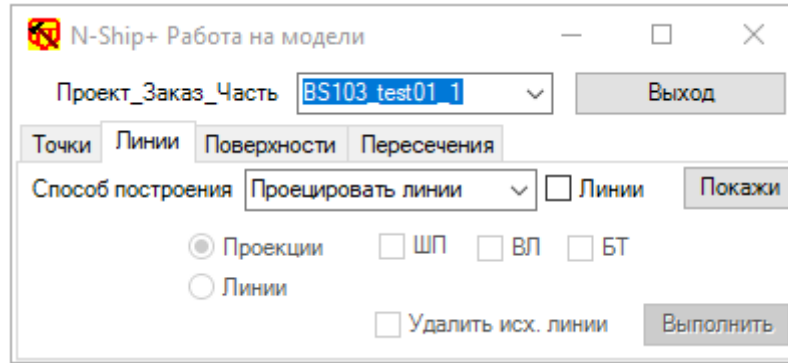 N-Ship+ Работа на модели
Проект_Заказ_Часть BS103_test01_1 Выход
Точки Линии Поверхности Пересечения
Способ построения Проецировать линии Линии Покажи
Проекции ШП ВЛ БТ
Линии
Удалить исх. линии Выполнить